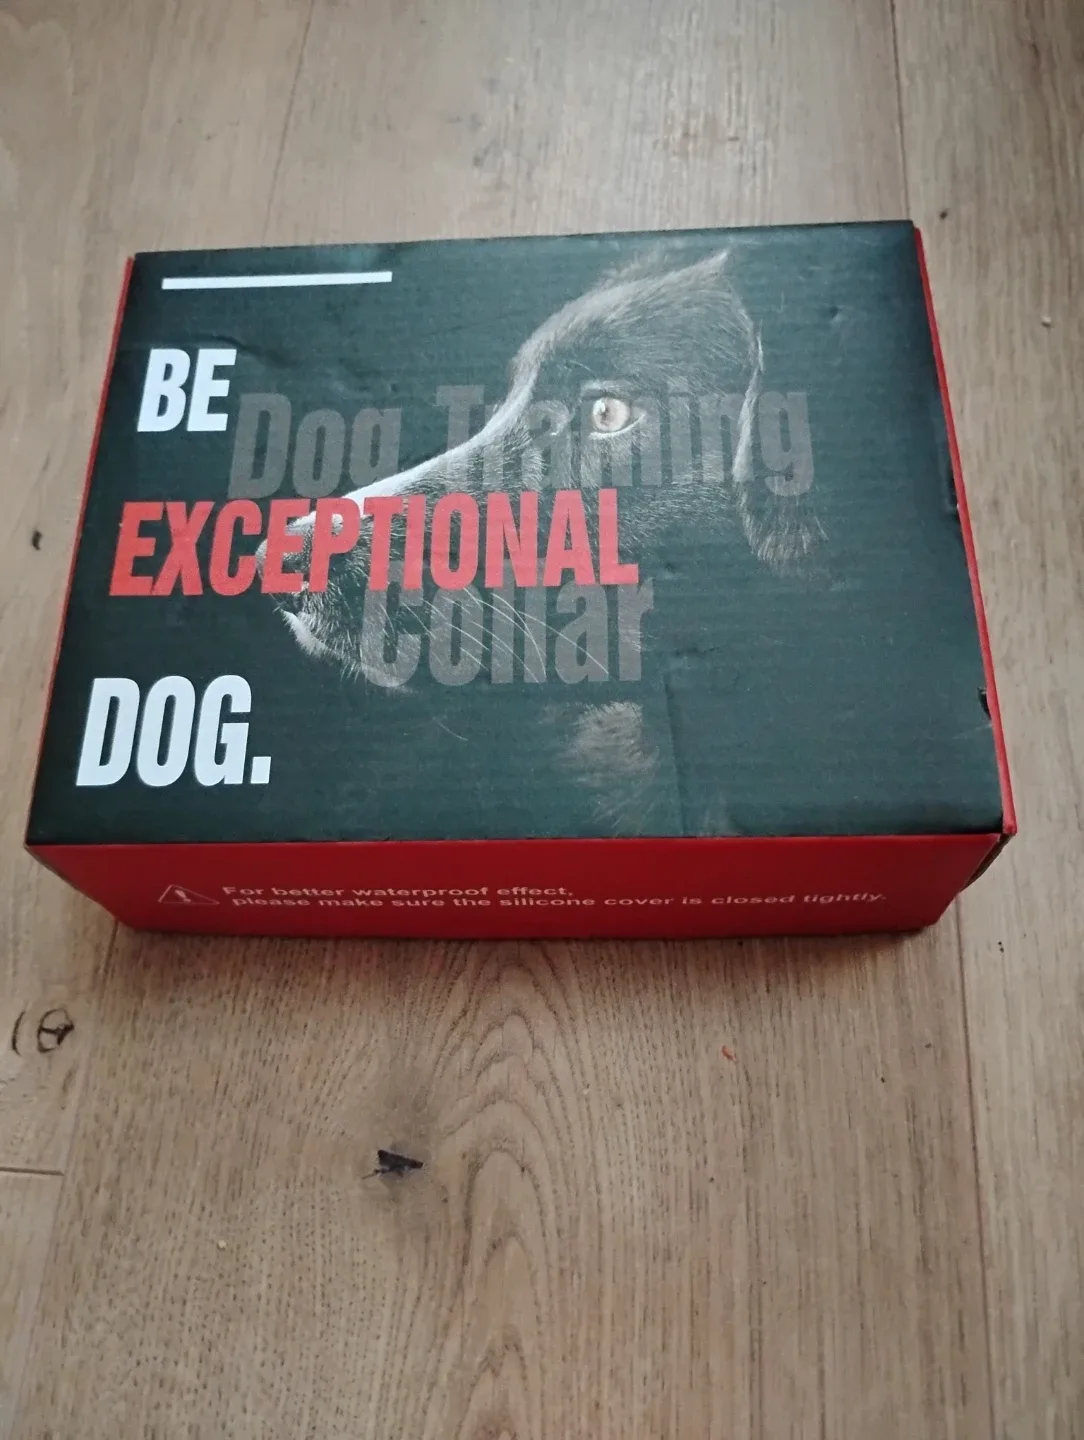 BE
Dog Training
EXCEPTIONAL
Collar
DOG.
For better waterproof effect,
please make sure the silicone cover is closed tightly.